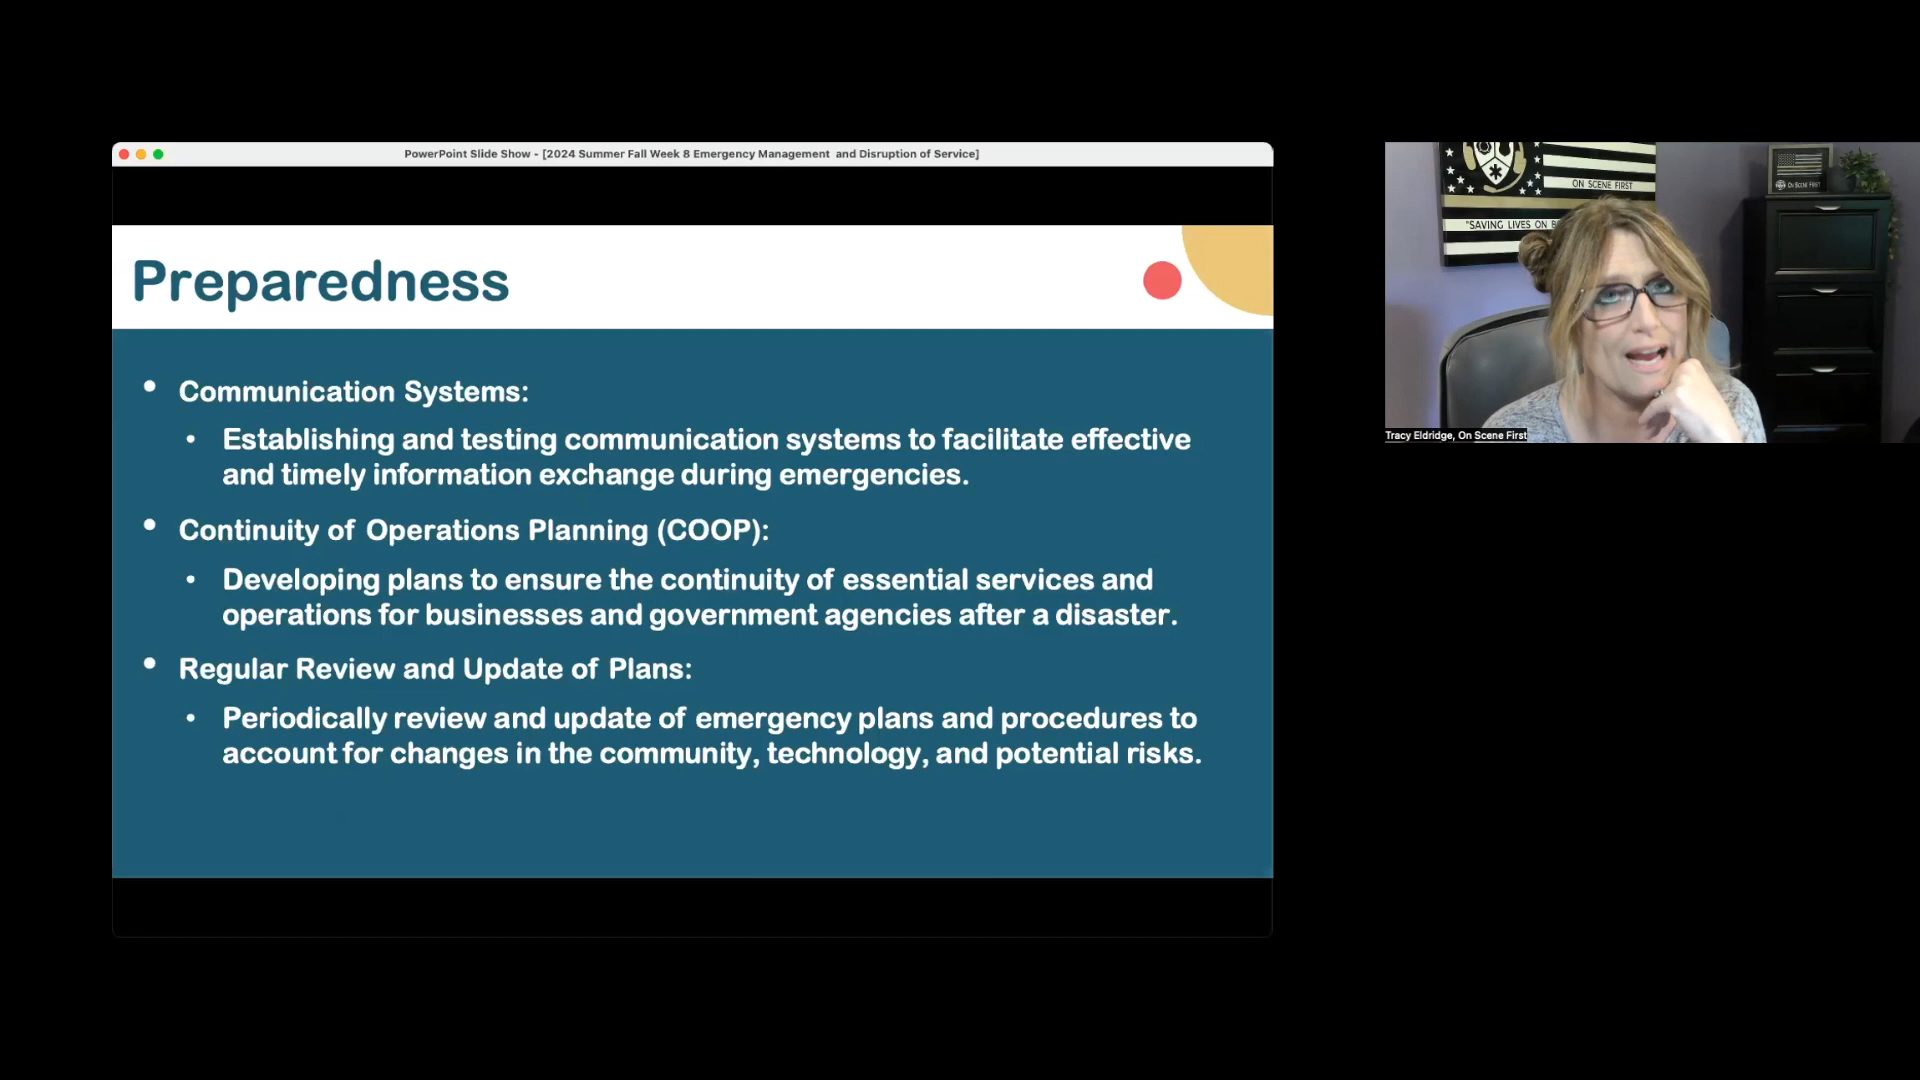 PowerPoint Slide Show - [2024 Summer Fall Week 8 Emergency Management and Disruption of Service]
Preparedness
• Communication Systems:
• Establishing and testing communication systems to facilitate effective
and timely information exchange during emergencies.
• Continuity of Operations Planning (COOP):
• Developing plans to ensure the continuity of essential services and
operations for businesses and government agencies after a disaster.
• Regular Review and Update of Plans:
• Periodically review and update of emergency plans and procedures to
account for changes in the community, technology, and potential risks.
ON SCENE FIRST
"SAVING LIVES ON
ON SCENE FIRST
Tracy Eldridge, On Scene First